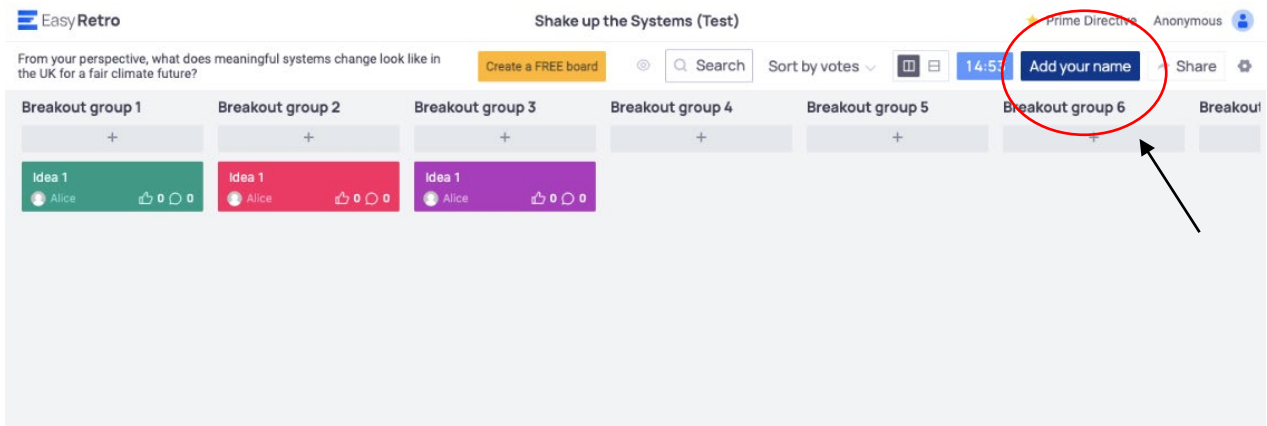 EasyRetro
Shake up the Systems (Test)
Prime Directive
Anonymous
From your perspective, what does meaningful systems change look like in
the UK for a fair climate future?
Create a FREE board
Search
Sort by votes
14:53
Add your name
Share
Breakout group 1
Breakout group 2
Breakout group 3
Breakout group 4
Breakout group 5
Breakout group 6
Breakout
+
+
+
+
+
+
Idea 1
Alice
0
0
Idea 1
Alice
0
0
Idea 1
Alice
0
0